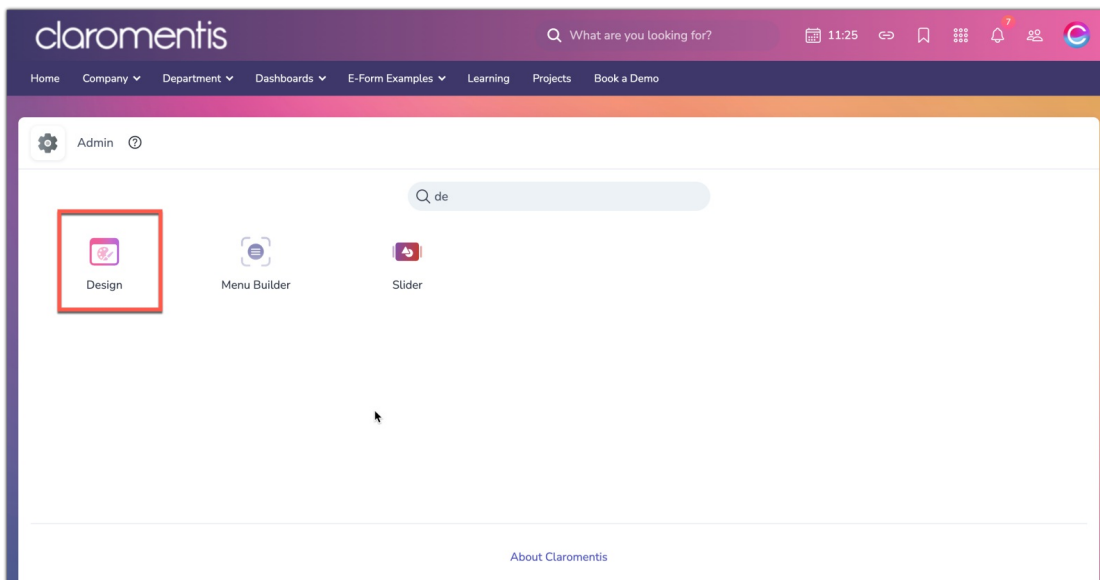 claromentis
What are you looking for?
11:25
7
Home Company Department Dashboards E-Form Examples Learning Projects Book a Demo
Admin
de
Design Menu Builder Slider
About Claromentis